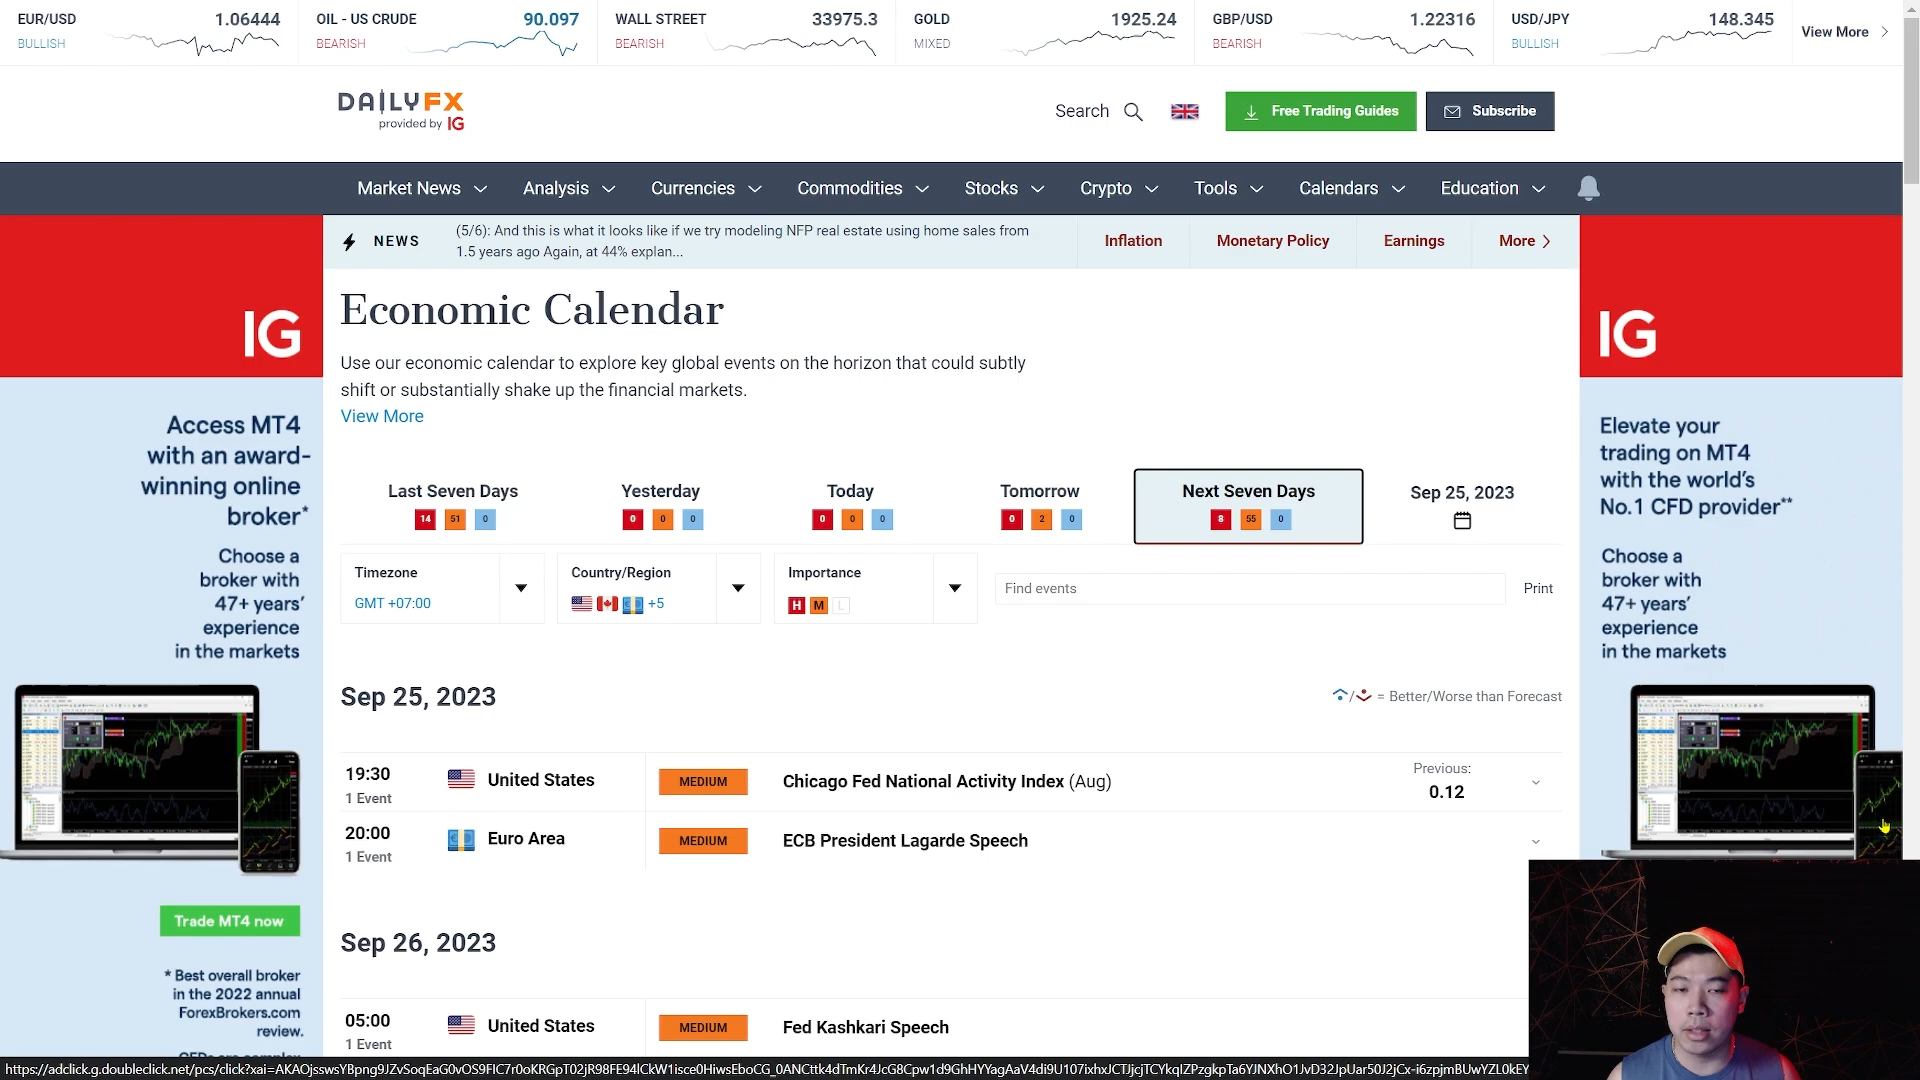 EUR/USD 1.06444
BULLISH
OIL - US CRUDE 90.097
BEARISH
WALL STREET 33975.3
BEARISH
GOLD 1925.24
MIXED
GBP/USD 1.22316
BEARISH
USD/JPY 148.345
BULLISH
View More
DAILYFX
provided by IG
Search
Free Trading Guides
Subscribe
Market News Analysis Currencies Commodities Stocks Crypto Tools Calendars Education
NEWS
(5/6): And this is what it looks like if we try modeling NFP real estate using home sales from
1.5 years ago Again, at 44% explan...
Inflation Monetary Policy Earnings More
IG
Access MT4
with an award-
winning online
broker*
Choose a
broker with
47+ years’
experience
in the markets
Trade MT4 now
* Best overall broker
in the 2022 annual
ForexBrokers.com
review.
Economic Calendar
Use our economic calendar to explore key global events on the horizon that could subtly
shift or substantially shake up the financial markets.
View More
Last Seven Days
14 51 0
Yesterday
0 0 0
Today
0 0 0
Tomorrow
0 2 0
Next Seven Days
8 55 0
Sep 25, 2023
Timezone
GMT +07:00
Country/Region
+5
Importance
H M L
Find events
Print
Sep 25, 2023
/ = Better/Worse than Forecast
19:30 United States MEDIUM Chicago Fed National Activity Index (Aug)
1 Event
Previous:
0.12
20:00 Euro Area MEDIUM ECB President Lagarde Speech
1 Event
Sep 26, 2023
05:00 United States MEDIUM Fed Kashkari Speech
1 Event
IG
Elevate your
trading on MT4
with the world’s
No.1 CFD provider**
Choose a
broker with
47+ years’
experience
in the markets